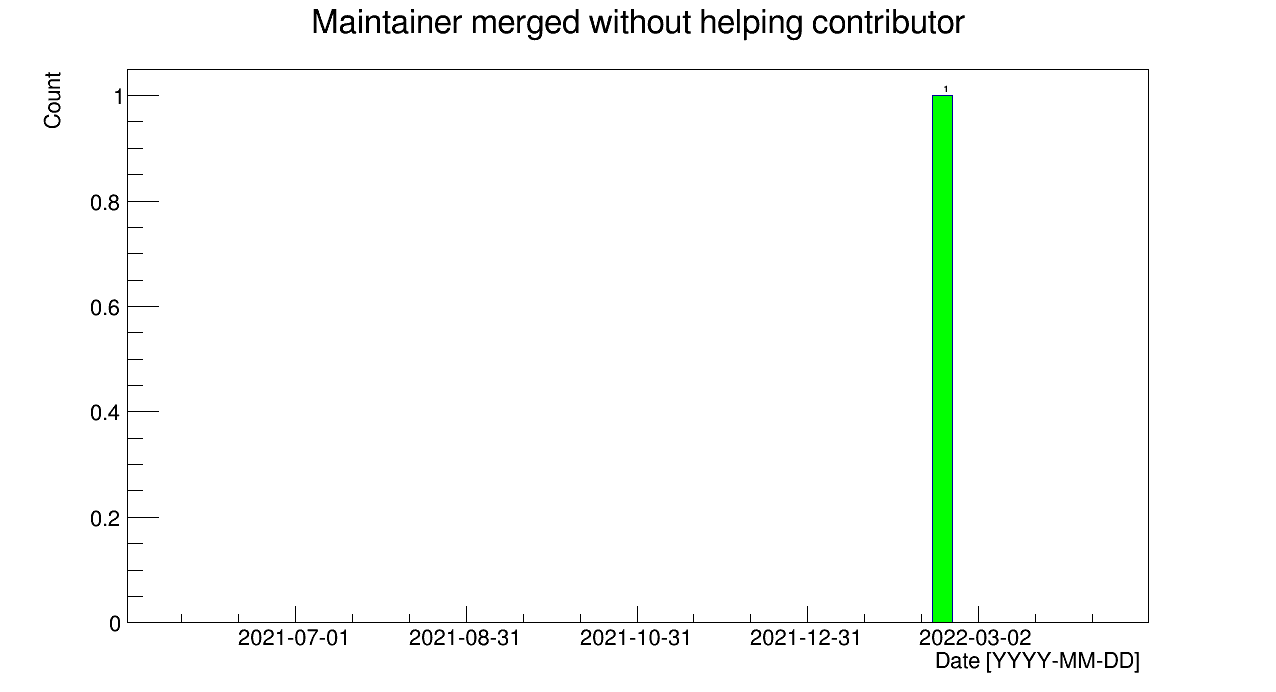 Maintainer merged without helping contributor
Count
1
1
0.8
0.6
0.4
0.2
0
2021-07-01 2021-08-31 2021-10-31 2021-12-31 2022-03-02
Date [YYYY-MM-DD]